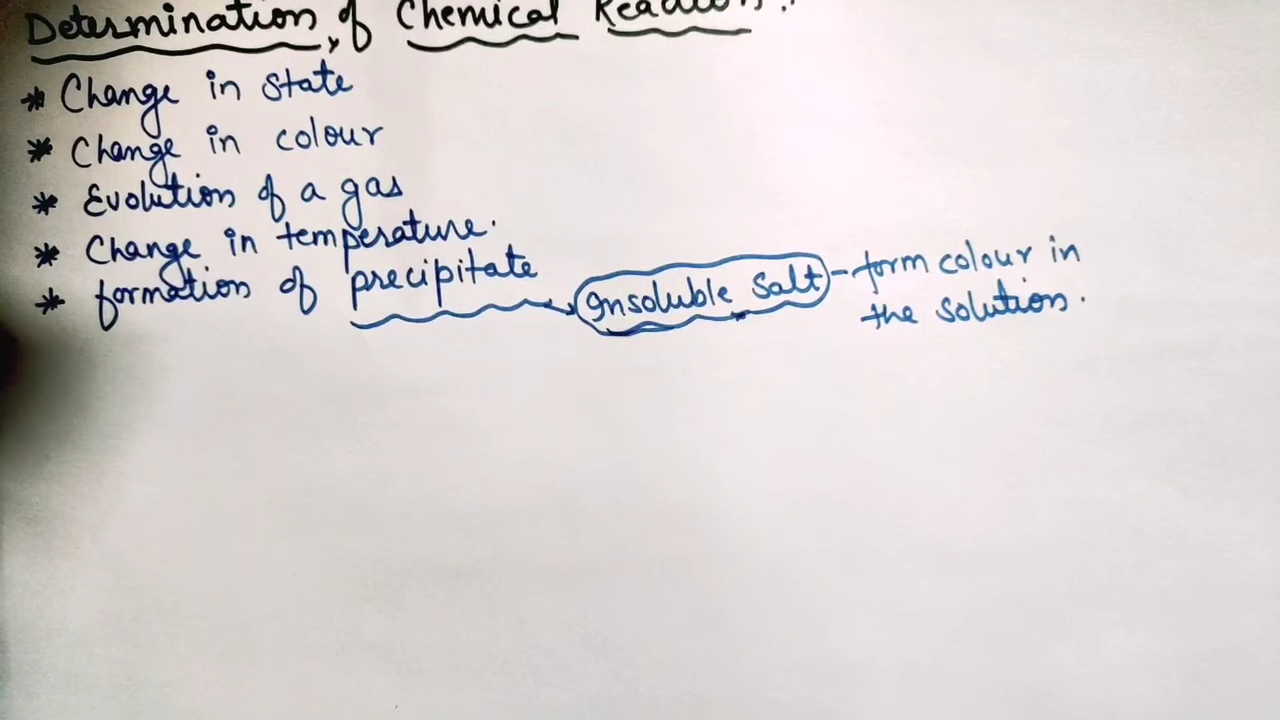 Determination of Chemical Reaction:
* Change in state
* Change in colour
* Evolution of a gas
* Change in temperature.
* formation of precipitate Insoluble Salt - form colour in
the solution.